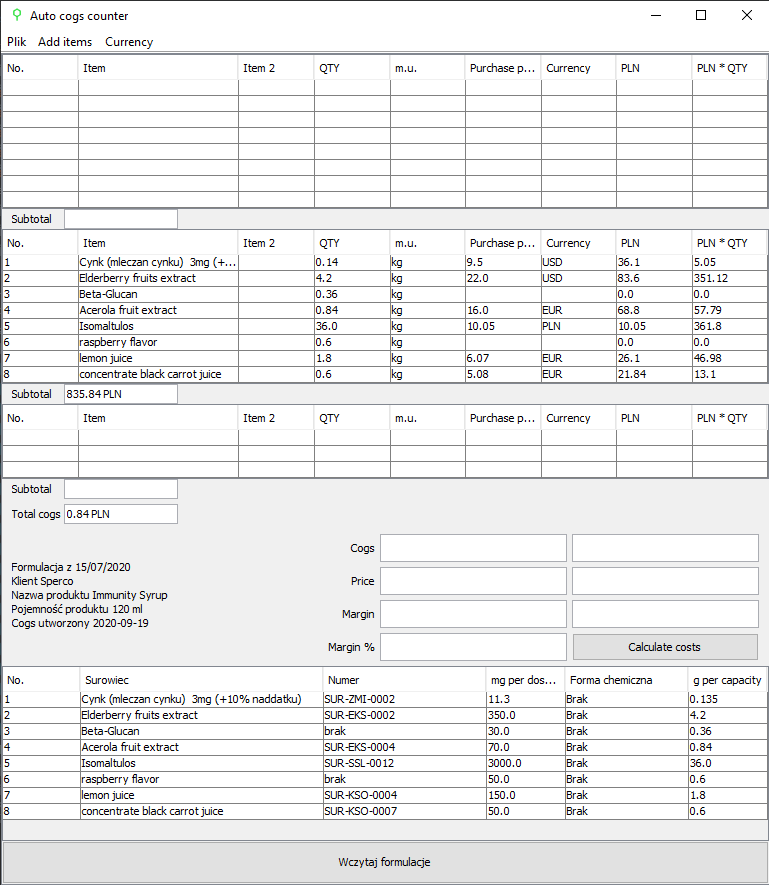 Auto cogs counter
Plik Add items Currency
No. Item Item 2 QTY m.u. Purchase p... Currency PLN PLN * QTY
Subtotal
No. Item Item 2 QTY m.u. Purchase p... Currency PLN PLN * QTY
1 Cynk (mleczan cynku) 3mg (+... 0.14 kg 9.5 USD 36.1 5.05
2 Elderberry fruits extract 4.2 kg 22.0 USD 83.6 351.12
3 Beta-Glucan 0.36 kg 0.0 0.0
4 Acerola fruit extract 0.84 kg 16.0 EUR 68.8 57.79
5 Isomaltulos 36.0 kg 10.05 PLN 10.05 361.8
6 raspberry flavor 0.6 kg 0.0 0.0
7 lemon juice 1.8 kg 6.07 EUR 26.1 46.98
8 concentrate black carrot juice 0.6 kg 5.08 EUR 21.84 13.1
Subtotal 835.84 PLN
No. Item Item 2 QTY m.u. Purchase p... Currency PLN PLN * QTY
Subtotal
Total cogs 0.84 PLN
Cogs
Formulacja z 15/07/2020
Klient Sperco
Price
Nazwa produktu Immunity Syrup
Pojemność produktu 120 ml
Margin
Cogs utworzony 2020-09-19
Margin % Calculate costs
No. Surowiec Numer mg per dos... Forma chemiczna g per capacity
1 Cynk (mleczan cynku) 3mg (+10% naddatku) SUR-ZMI-0002 11.3 Brak 0.135
2 Elderberry fruits extract SUR-EKS-0002 350.0 Brak 4.2
3 Beta-Glucan brak 30.0 Brak 0.36
4 Acerola fruit extract SUR-EKS-0004 70.0 Brak 0.84
5 Isomaltulos SUR-SSL-0012 3000.0 Brak 36.0
6 raspberry flavor brak 50.0 Brak 0.6
7 lemon juice SUR-KSO-0004 150.0 Brak 1.8
8 concentrate black carrot juice SUR-KSO-0007 50.0 Brak 0.6
Wczytaj formulacje